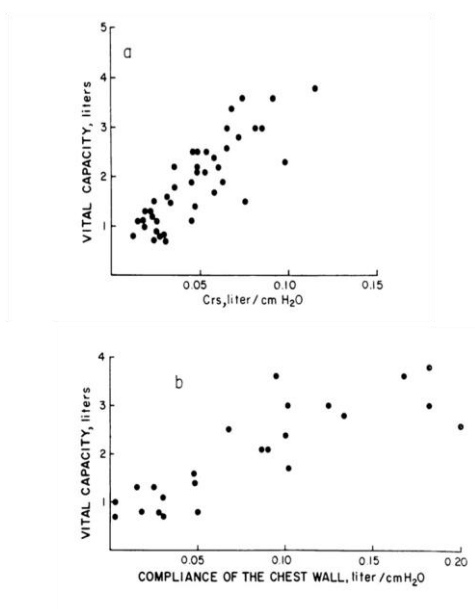 a
VITAL CAPACITY, liters
5
4
3
2
1
0.05
0.10
0.15
Crs, liter/cm H2O
b
VITAL CAPACITY, liters
4
3
2
1
0.05
0.10
0.15
0 20
COMPLIANCE OF THE CHEST WALL, liter /cmH2O